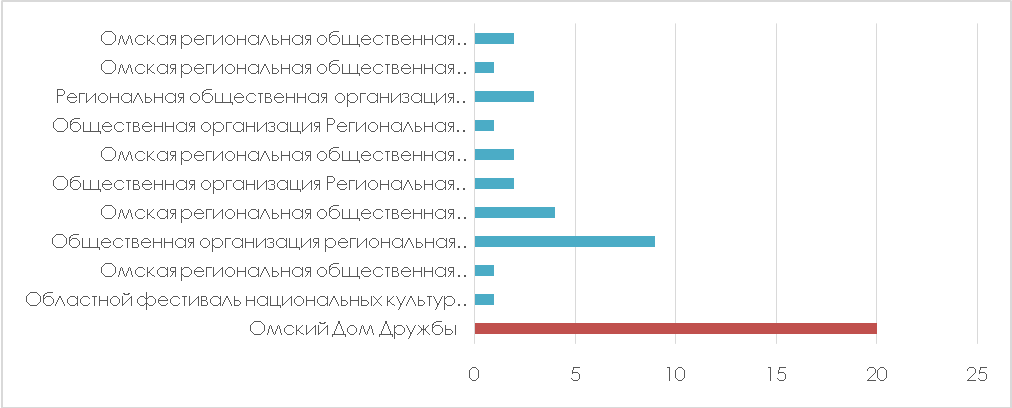 Омская региональная общественная..
Омская региональная общественная..
Региональная общественная организация..
Общественная организация Региональная..
Омская региональная общественная..
Общественная организация Региональная..
Омская региональная общественная..
Общественная организация региональная..
Омская региональная общественная..
Областной фестиваль национальных культур..
Омский Дом Дружбы
0 5 10 15 20 25